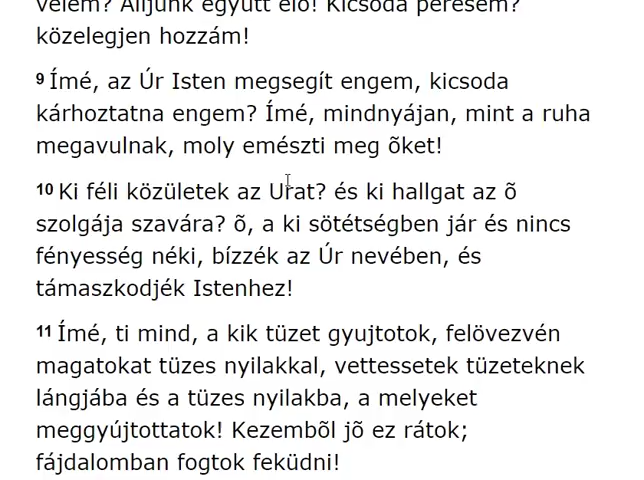 velem? Álljunk együtt elő! Kicsoda peresem?
közelegjen hozzám!
9 Ímé, az Úr Isten megsegít engem, kicsoda
kárhoztatna engem? Ímé, mindnyájan, mint a ruha
megavulnak, moly emészti meg õket!
10 Ki féli közületek az Urat? és ki hallgat az õ
szolgája szavára? õ, a ki sötétségben jár és nincs
fényesség néki, bízzék az Úr nevében, és
támaszkodjék Istenhez!
11 Ímé, ti mind, a kik tüzet gyujtotok, felövezvén
magatokat tüzes nyilakkal, vettessetek tüzeteknek
lángjába és a tüzes nyilakba, a melyeket
meggyújtottatok! Kezembõl jõ ez rátok;
fájdalomban fogtok feküdni!